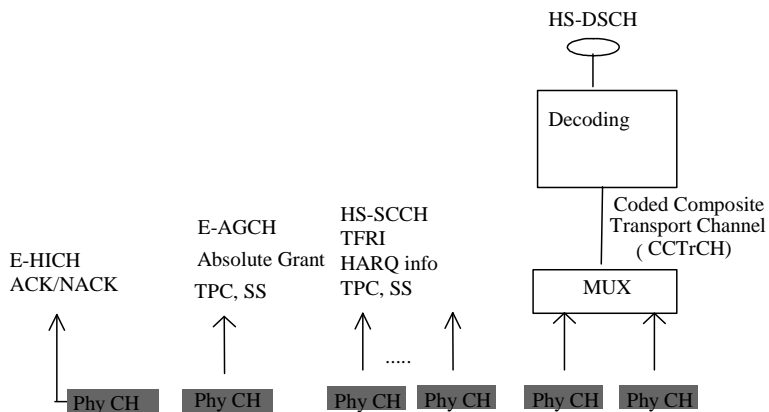 HS-DSCH
Decoding
Coded Composite
Transport Channel
( CCTrCH)
MUX
HS-SCCH
TFRI
HARQ info
TPC, SS
E-AGCH
Absolute Grant
TPC, SS
E-HICH
ACK/NACK
.....
Phy CH
Phy CH
Phy CH
Phy CH
Phy CH
Phy CH